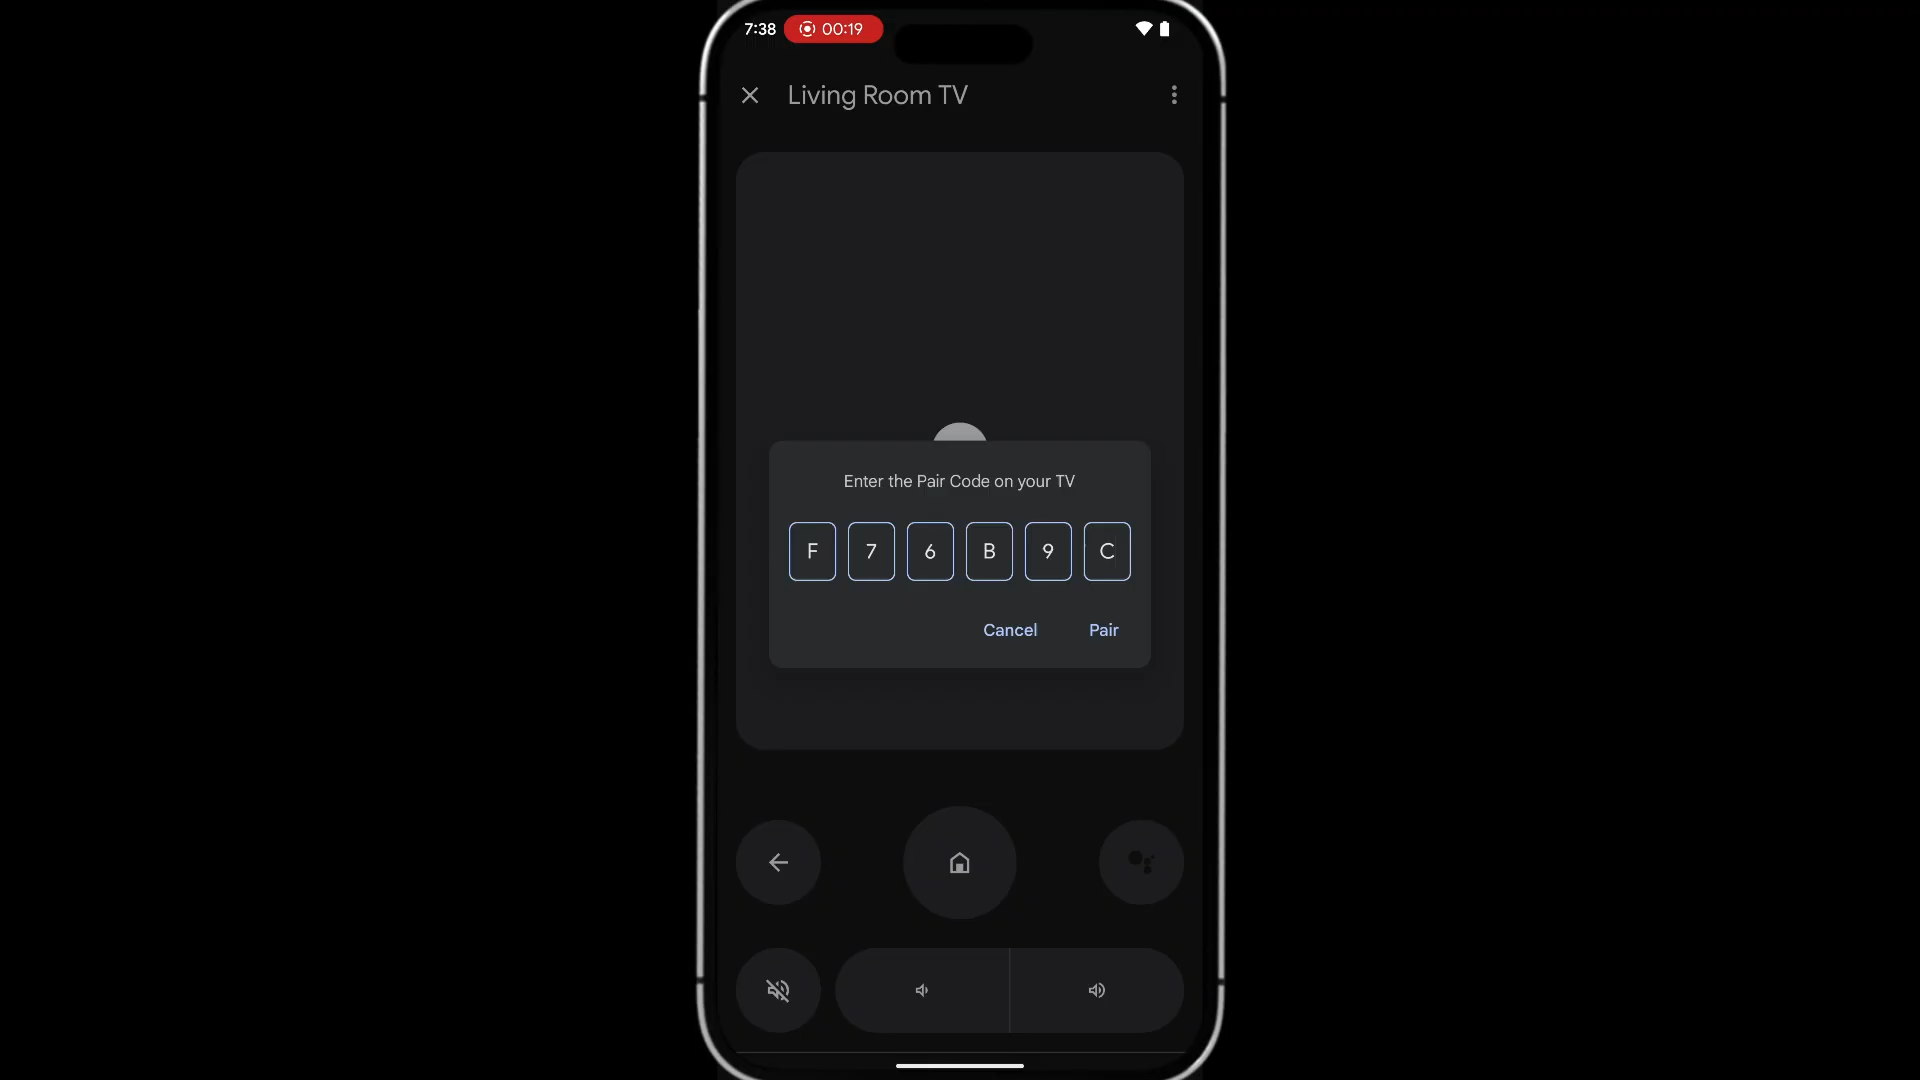 7:38 00:19
Living Room TV
Enter the Pair Code on your TV
F 7 6 B 9 C
Cancel Pair